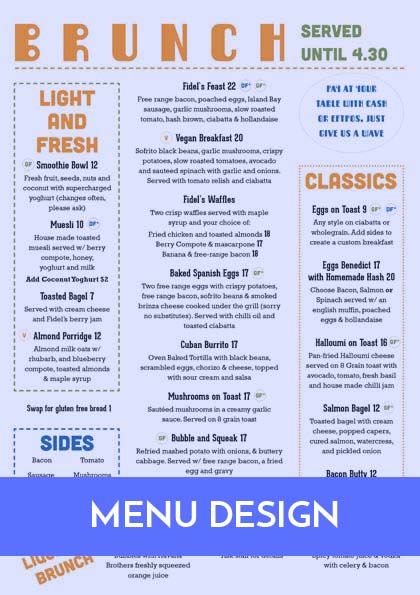 BRUNCH
SERVED
UNTIL 4.30
LIGHT
AND
FRESH
GF Smoothie Bowl 12
Fresh fruit, seeds, nuts and
coconut with supercharged
yoghurt (changes often,
please ask)
Muesli 10 DF*
House made toasted
muesli served w/ berry
compote, honey,
yoghurt and milk
Add Coconut Yoghurt $2
Toasted Bagel 7
Served with cream cheese
and Fidel's berry jam
V Almond Porridge 12
Almond milk oats w/
rhubarb, and blueberry
compote, toasted almonds
& maple syrup
Swap for gluten free bread 1
SIDES
Bacon Tomato
Sausage Mushrooms
Fidel's Feast 22 DF* GF*
Free range bacon, poached eggs, Island Bay
sausage, garlic mushrooms, slow roasted
tomato, hash brown, ciabatta & hollandaise
V Vegan Breakfast 20
Sofrito black beans, garlic mushrooms, crispy
potatoes, slow roasted tomatoes, avocado
and sauteed spinach with garlic and onions.
Served with tomato relish and ciabatta
Fidel's Waffles
Two crisp waffles served with maple
syrup and your choice of:
Fried chicken and toasted almonds 18
Berry Compote & mascarpone 17
Banana & free-range bacon 18
Baked Spanish Eggs 17 GF*
Two free range eggs with crispy potatoes,
free range bacon, sofrito beans & smoked
brinza cheese cooked under the grill (sorry
no substitutes). Served with chilli oil and
toasted ciabatta
Cuban Burrito 17
Oven Baked Tortilla with black beans,
scrambled eggs, chorizo & cheese, topped
with sour cream and salsa
Mushrooms on Toast 17 GF*
Sautéed mushrooms in a creamy garlic
sauce. Served on 8 grain toast
GF Bubble and Squeak 17
Refried mashed potato with onions, & buttery
cabbage. Served w/ free range bacon, a fried
egg and gravy
PAY AT YOUR
TABLE WITH CASH
OR EFTPOS. JUST
GIVE US A WAVE
CLASSICS
Eggs on Toast 9 GF* DF*
Any style on ciabatta or
wholegrain. Add sides to
create a custom breakfast
Eggs Benedict 17
with Homemade Hash 20
Choose Bacon, Salmon or
Spinach served w/ an
english muffin, poached
eggs & hollandaise
Halloumi on Toast 16 GF*
Pan-fried Halloumi cheese
served on 8 Grain toast with
avocado, tomato, fresh basil
and house made chilli jam
Salmon Bagel 12 GF*
Toasted bagel with cream
cheese, popped capers,
cured salmon, watercress,
and pickled onion
Bacon Butty 12
MENU DESIGN
BRUNCH
Brothers freshly squeezed
orange juice
with celery & bacon